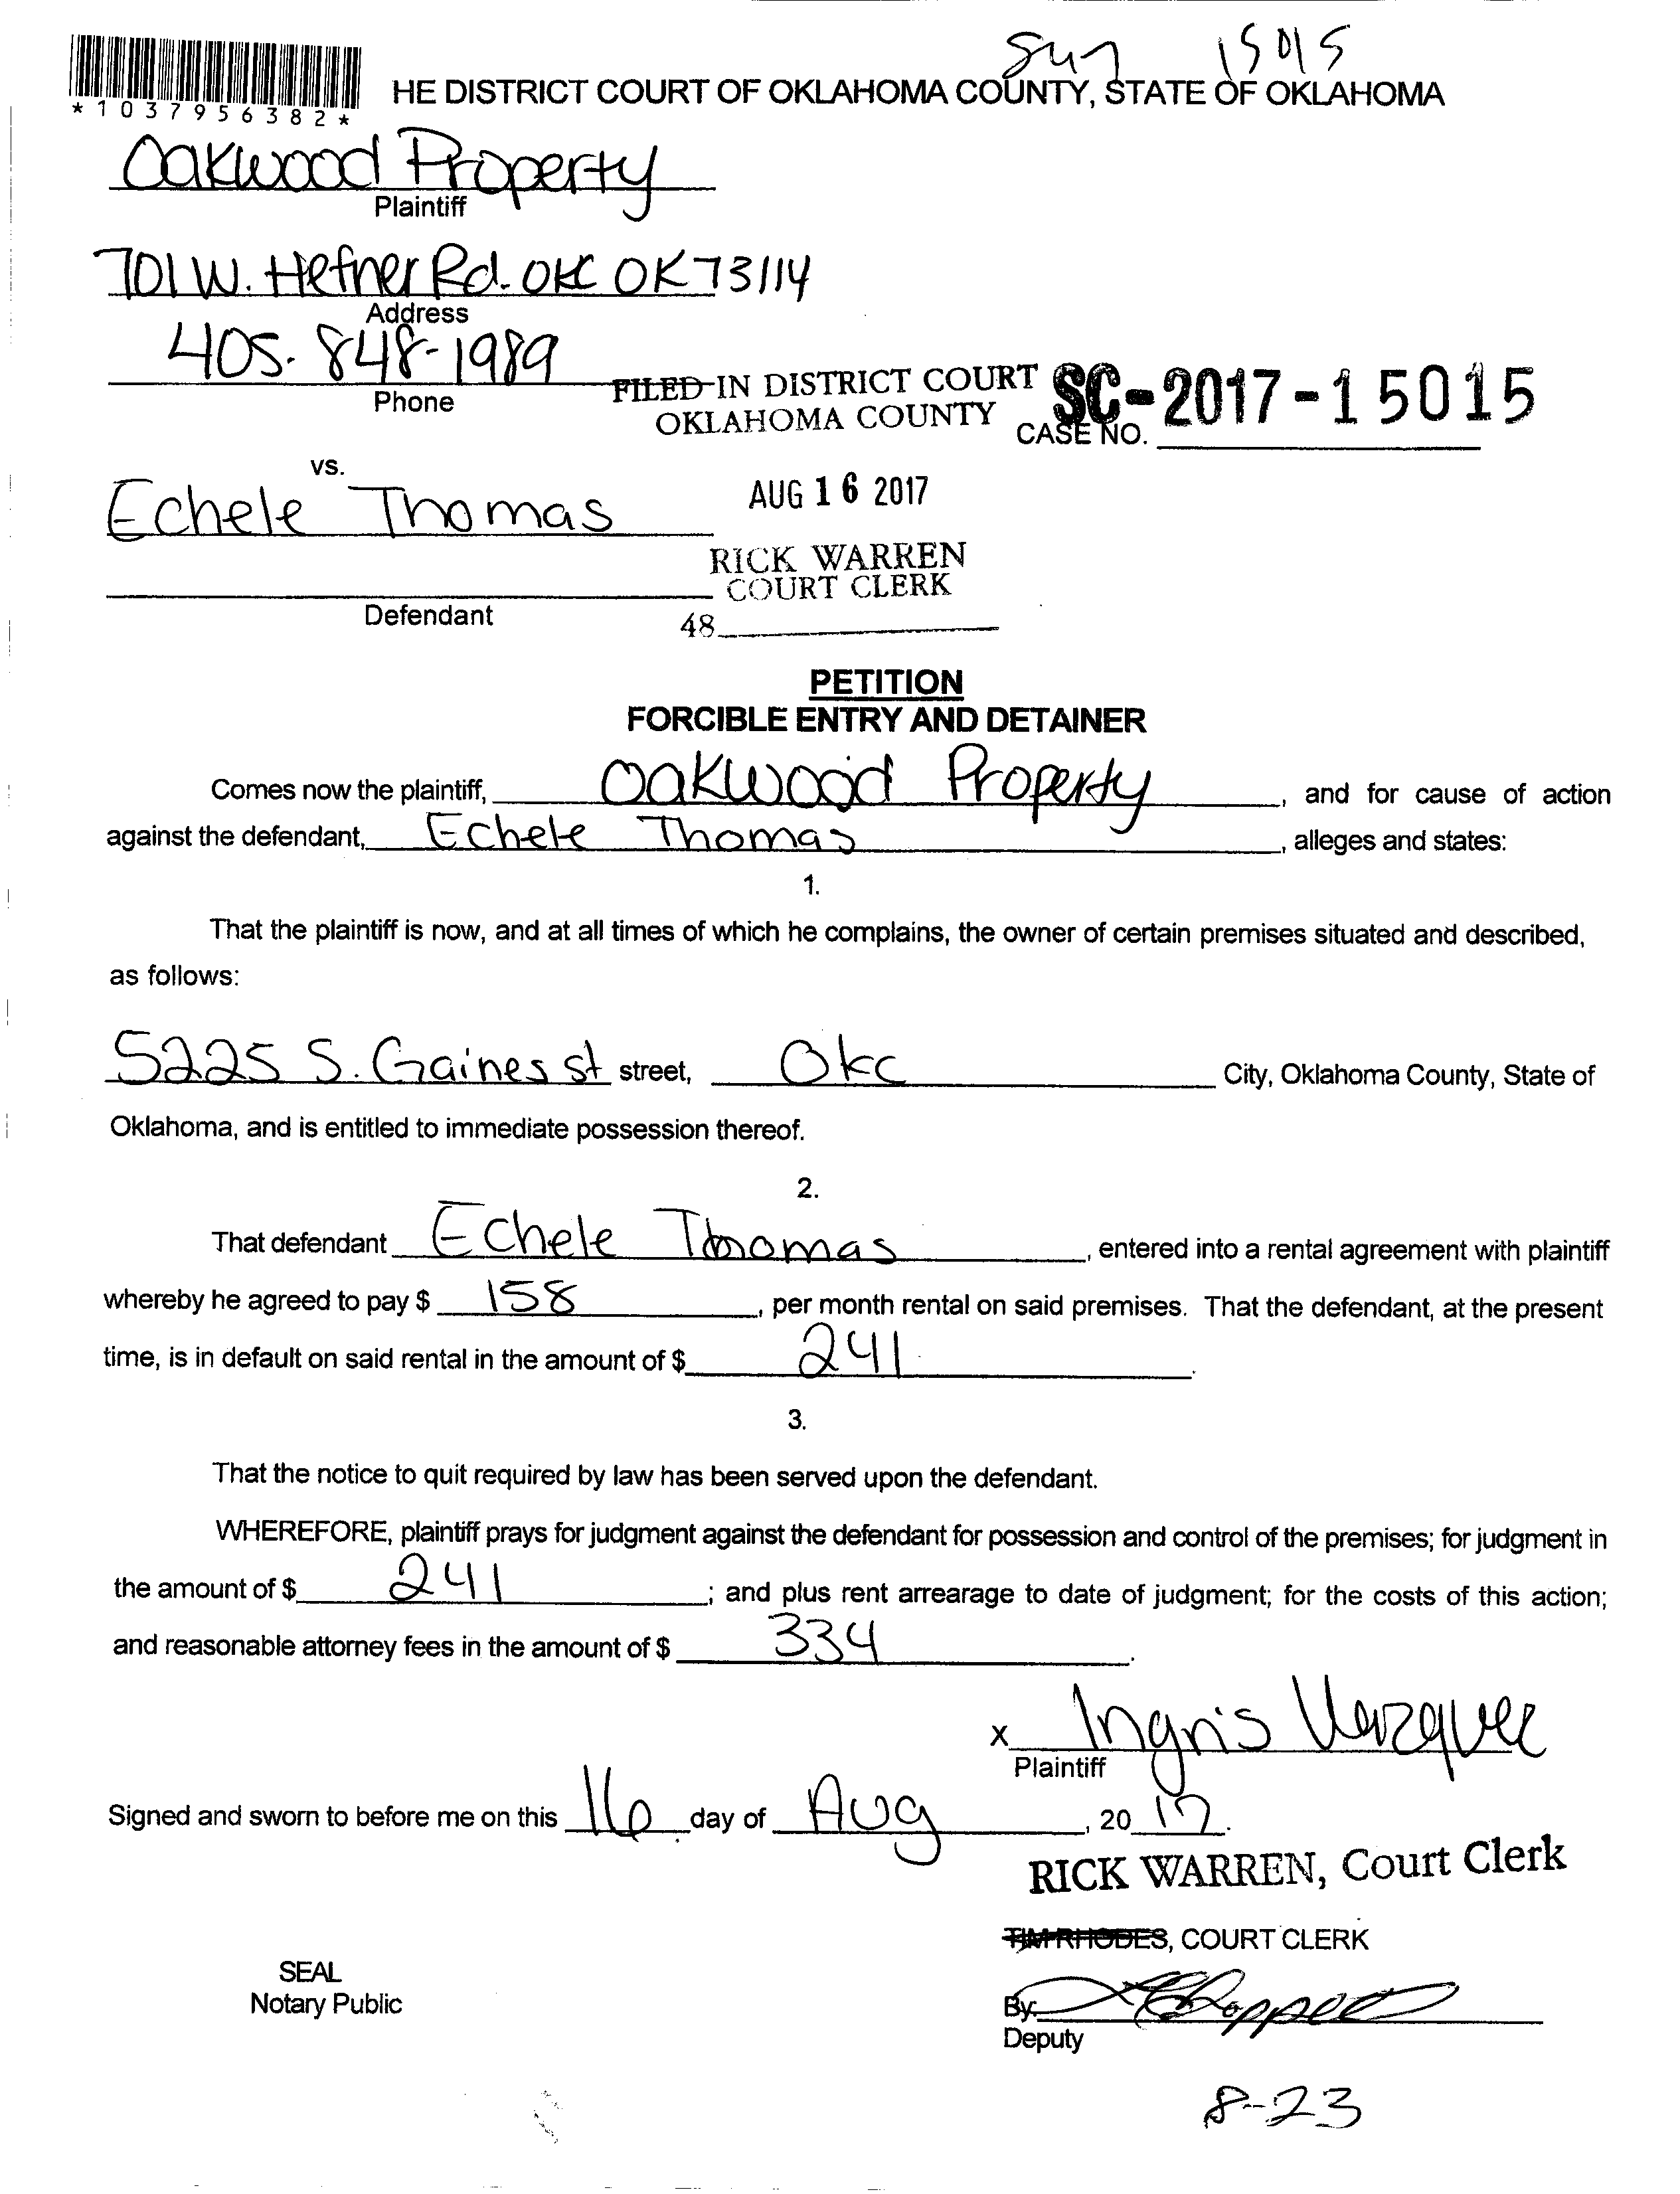 15015
*1037956382*
HE DISTRICT COURT OF OKLAHOMA COUNTY, STATE OF OKLAHOMA
Oakwood Property
Plaintiff
701 W. Hefner Rd. OKC OK 73114
Address
405. 848-1989
Phone
FILED IN DISTRICT COURT
OKLAHOMA COUNTY
SC-2017-15015
CASE NO.
vs.
Echele Thomas
AUG 16 2017
RICK WARREN
COURT CLERK
Defendant
48
PETITION
FORCIBLE ENTRY AND DETAINER
Comes now the plaintiff, Oakwood Property, and for cause of action
against the defendant, Echele Thomas, alleges and states:
1.
That the plaintiff is now, and at all times of which he complains, the owner of certain premises situated and described,
as follows:
5225 S. Gaines st street, Okc City, Oklahoma County, State of
Oklahoma, and is entitled to immediate possession thereof.
2.
That defendant Echele Thomas, entered into a rental agreement with plaintiff
whereby he agreed to pay $ 158, per month rental on said premises. That the defendant, at the present
time, is in default on said rental in the amount of $ 241.
3.
That the notice to quit required by law has been served upon the defendant.
WHEREFORE, plaintiff prays for judgment against the defendant for possession and control of the premises; for judgment in
the amount of $ 241; and plus rent arrearage to date of judgment; for the costs of this action;
and reasonable attorney fees in the amount of $ 334.
x Ingris Vazquez
Plaintiff
Signed and sworn to before me on this 16 day of Aug, 2017.
RICK WARREN, Court Clerk
TIM RHODES, COURT CLERK
SEAL
Notary Public
By:
Deputy
8-23